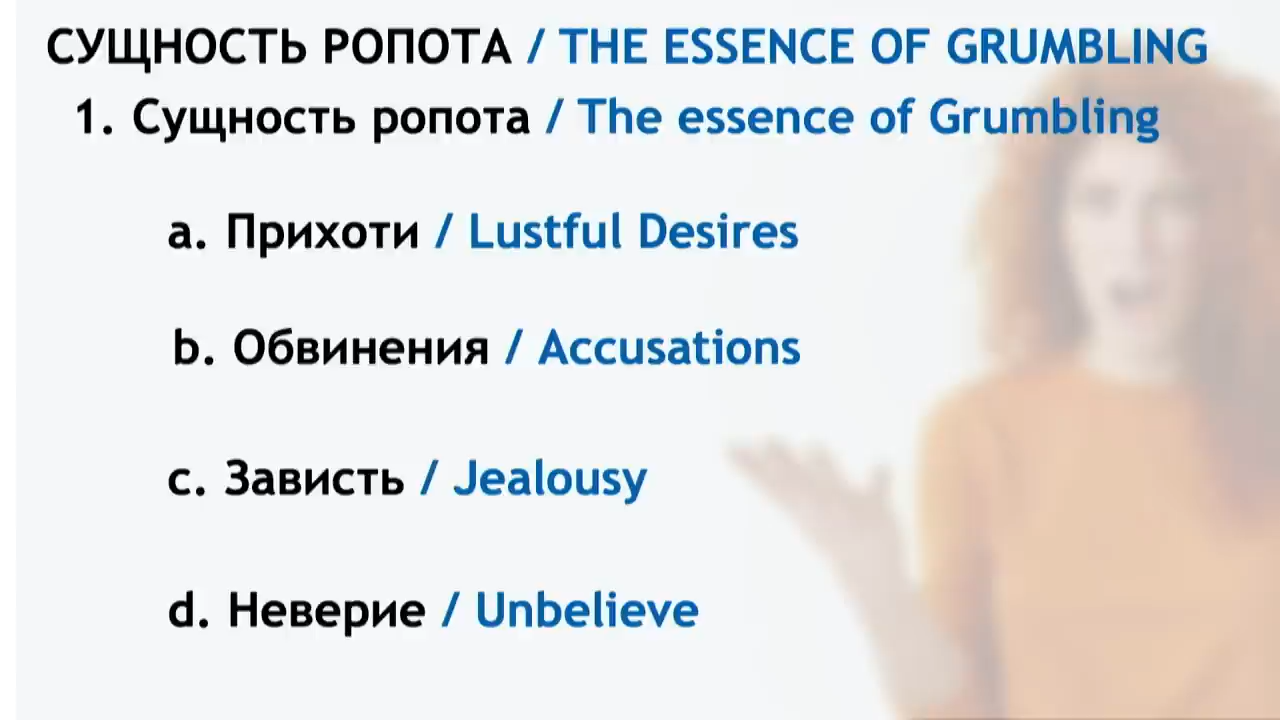 СУЩНОСТЬ РОПОТА / THE ESSENCE OF GRUMBLING
1. Сущность ропота / The essence of Grumbling
a. Прихоти / Lustful Desires
b. Обвинения / Accusations
c. Зависть / Jealousy
d. Неверие / Unbelieve